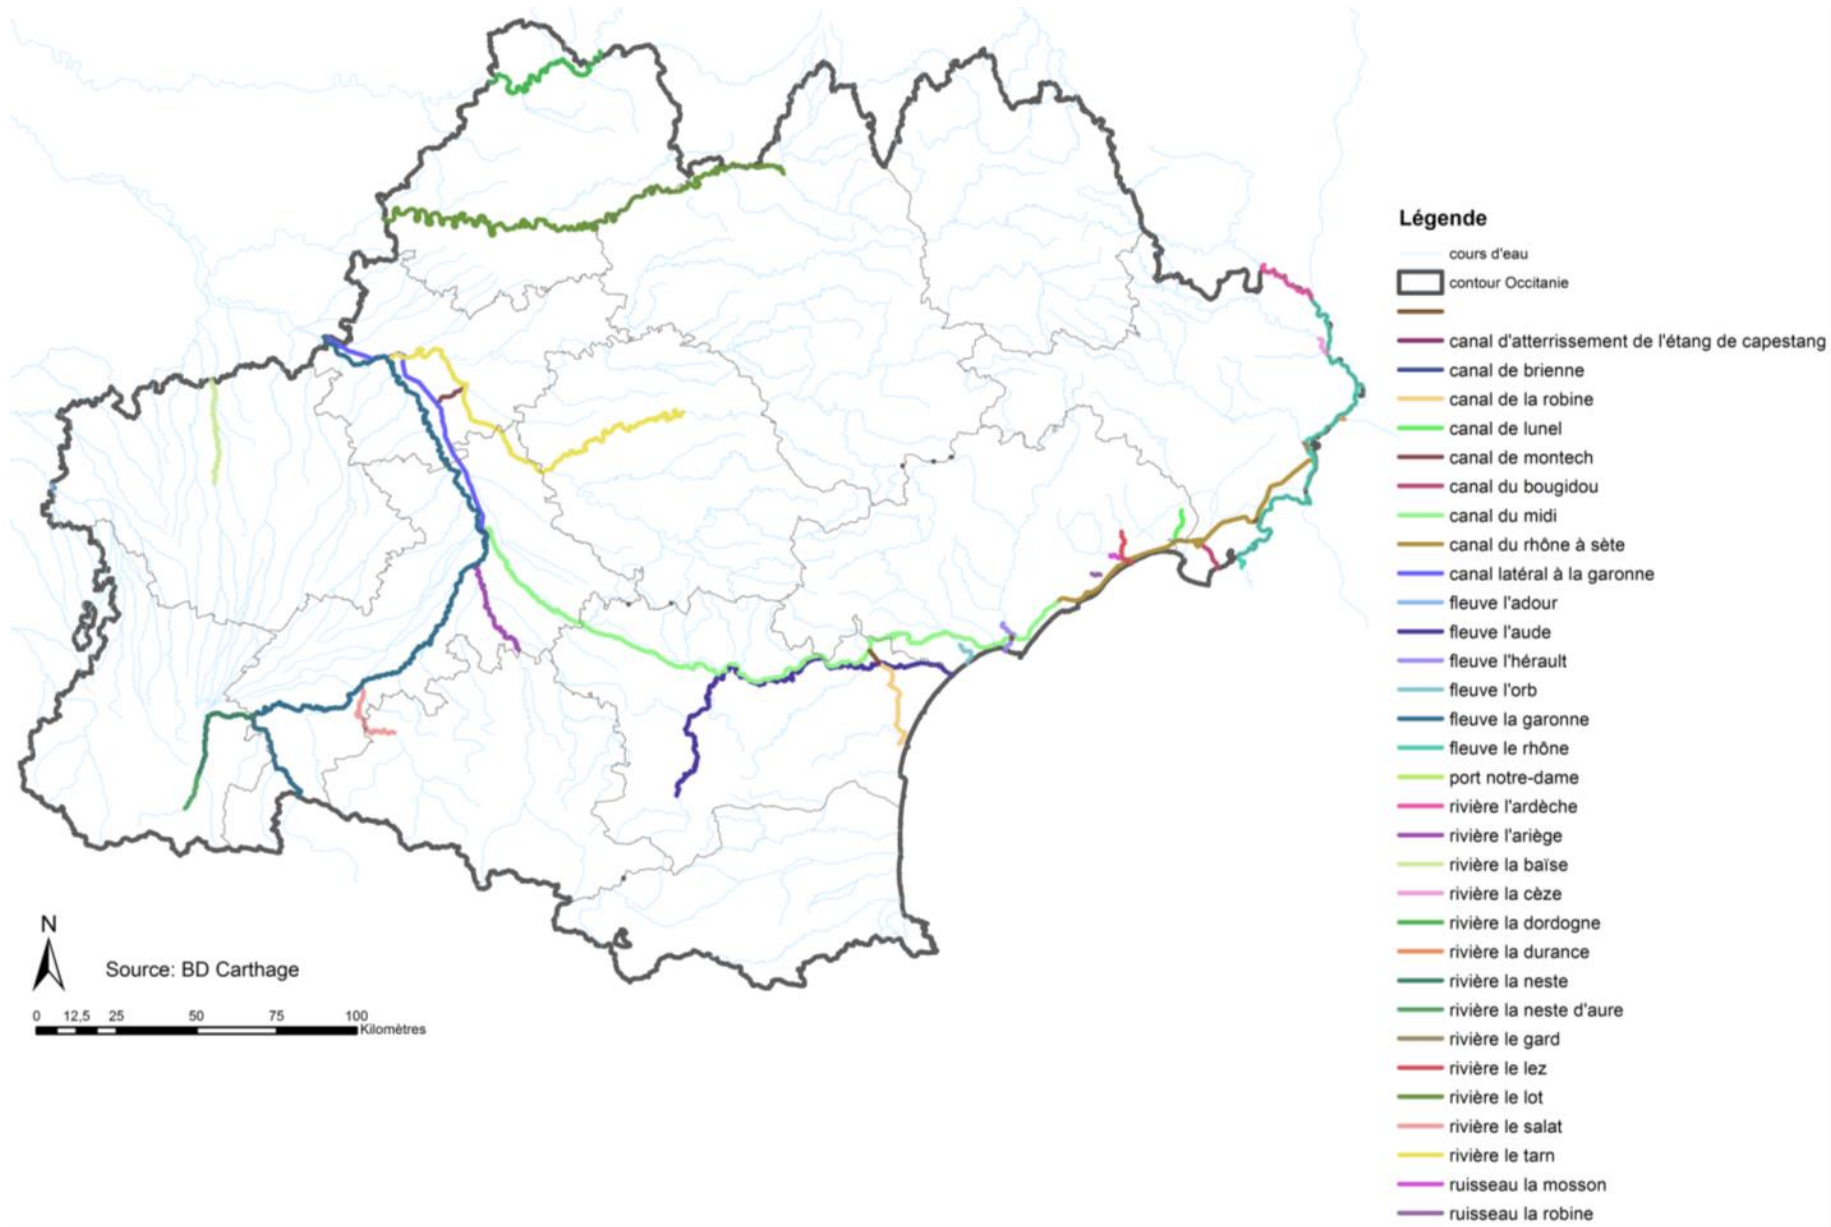 Légende
cours d'eau
contour Occitanie
canal d'atterrissement de l'étang de capestang
canal de brienne
canal de la robine
canal de lunel
canal de montech
canal du bougidou
canal du midi
canal du rhône à sète
canal latéral à la garonne
fleuve l'adour
fleuve l'aude
fleuve l'hérault
fleuve l'orb
fleuve la garonne
fleuve le rhône
port notre-dame
rivière l'ardèche
rivière l'ariège
rivière la baïse
rivière la cèze
rivière la dordogne
rivière la durance
rivière la neste
rivière la neste d'aure
rivière le gard
rivière le lez
rivière le lot
rivière le salat
rivière le tarn
ruisseau la mosson
ruisseau la robine
N
Source: BD Carthage
0 12,5 25 50 75 100
Kilomètres